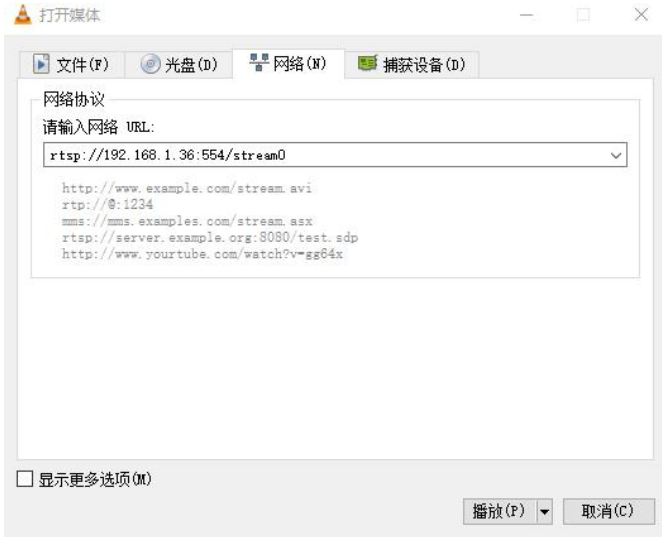 打开媒体
文件(F) 光盘(D) 网络(N) 捕获设备(D)
网络协议
请输入网络 URL:
rtsp://192.168.1.36:554/stream0
http://www.example.com/stream.avi
rtp://@:1234
mms://mms.examples.com/stream.asx
rtsp://server.example.org:8080/test.sdp
http://www.yourtube.com/watch?v=gg64x
显示更多选项(M)
播放(P) 取消(C)